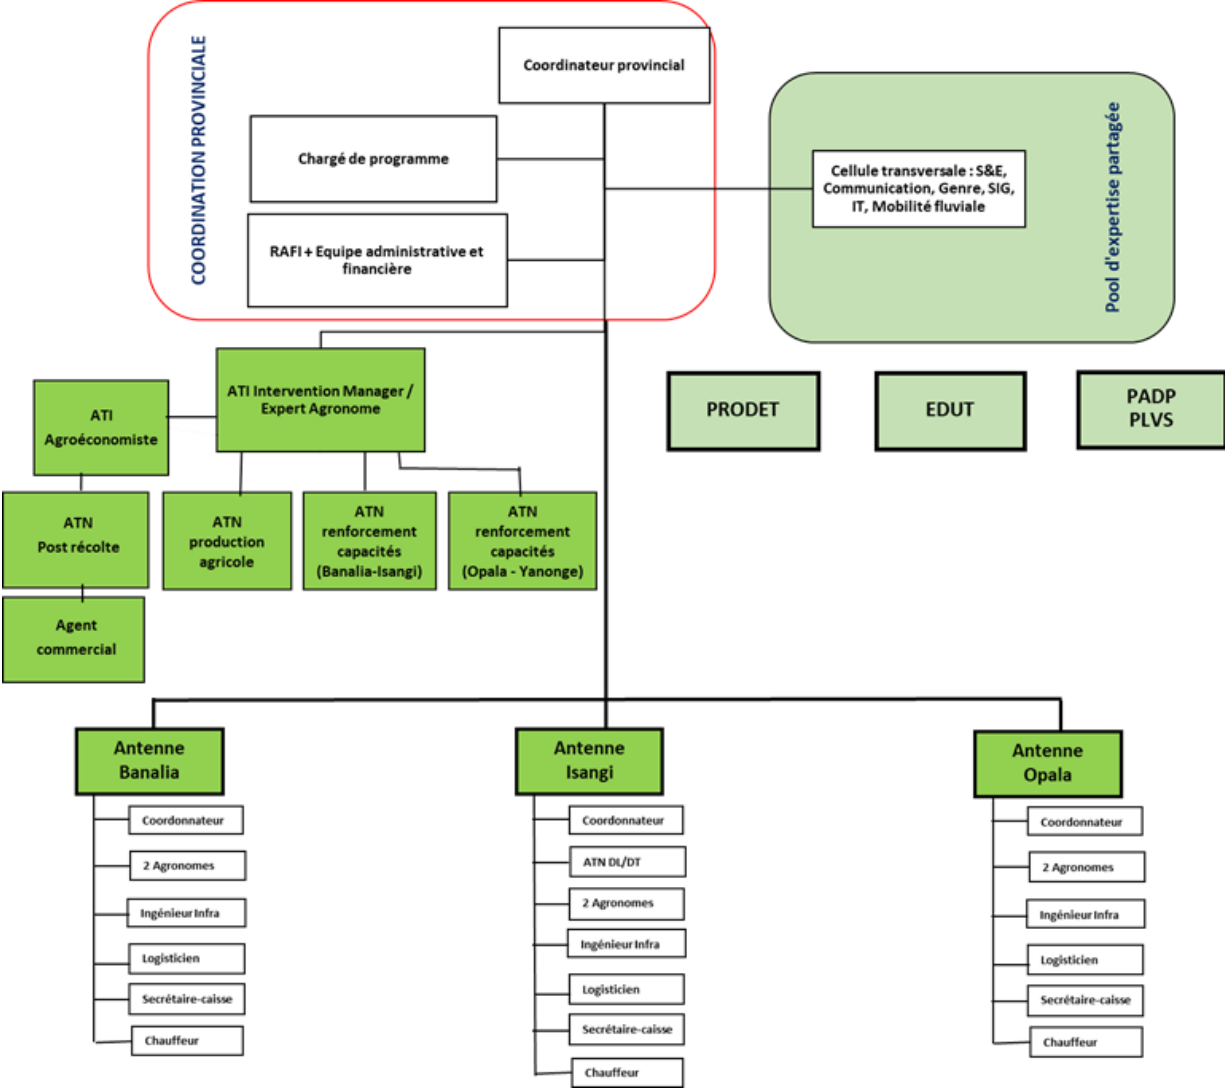 COORDINATION PROVINCIALE
Coordinateur provincial
Chargé de programme
RAFI + Equipe administrative et
financière
Cellule transversale : S&E,
Communication, Genre, SIG,
IT, Mobilité fluviale
Pool d'expertise partagée
ATI Intervention Manager /
Expert Agronome
ATI
Agroéconomiste
PRODET
EDUT
PADP
PLVS
ATN
Post récolte
ATN
production
agricole
ATN
renforcement
capacités
(Banalia-Isangi)
ATN
renforcement
capacités
(Opala - Yanonge)
Agent
commercial
Antenne
Banalia
Coordonnateur
2 Agronomes
Ingénieur Infra
Logisticien
Secrétaire-caisse
Chauffeur
Antenne
Isangi
Coordonnateur
ATN DL/DT
2 Agronomes
Ingénieur Infra
Logisticien
Secrétaire-caisse
Chauffeur
Antenne
Opala
Coordonnateur
2 Agronomes
Ingénieur Infra
Logisticien
Secrétaire-caisse
Chauffeur